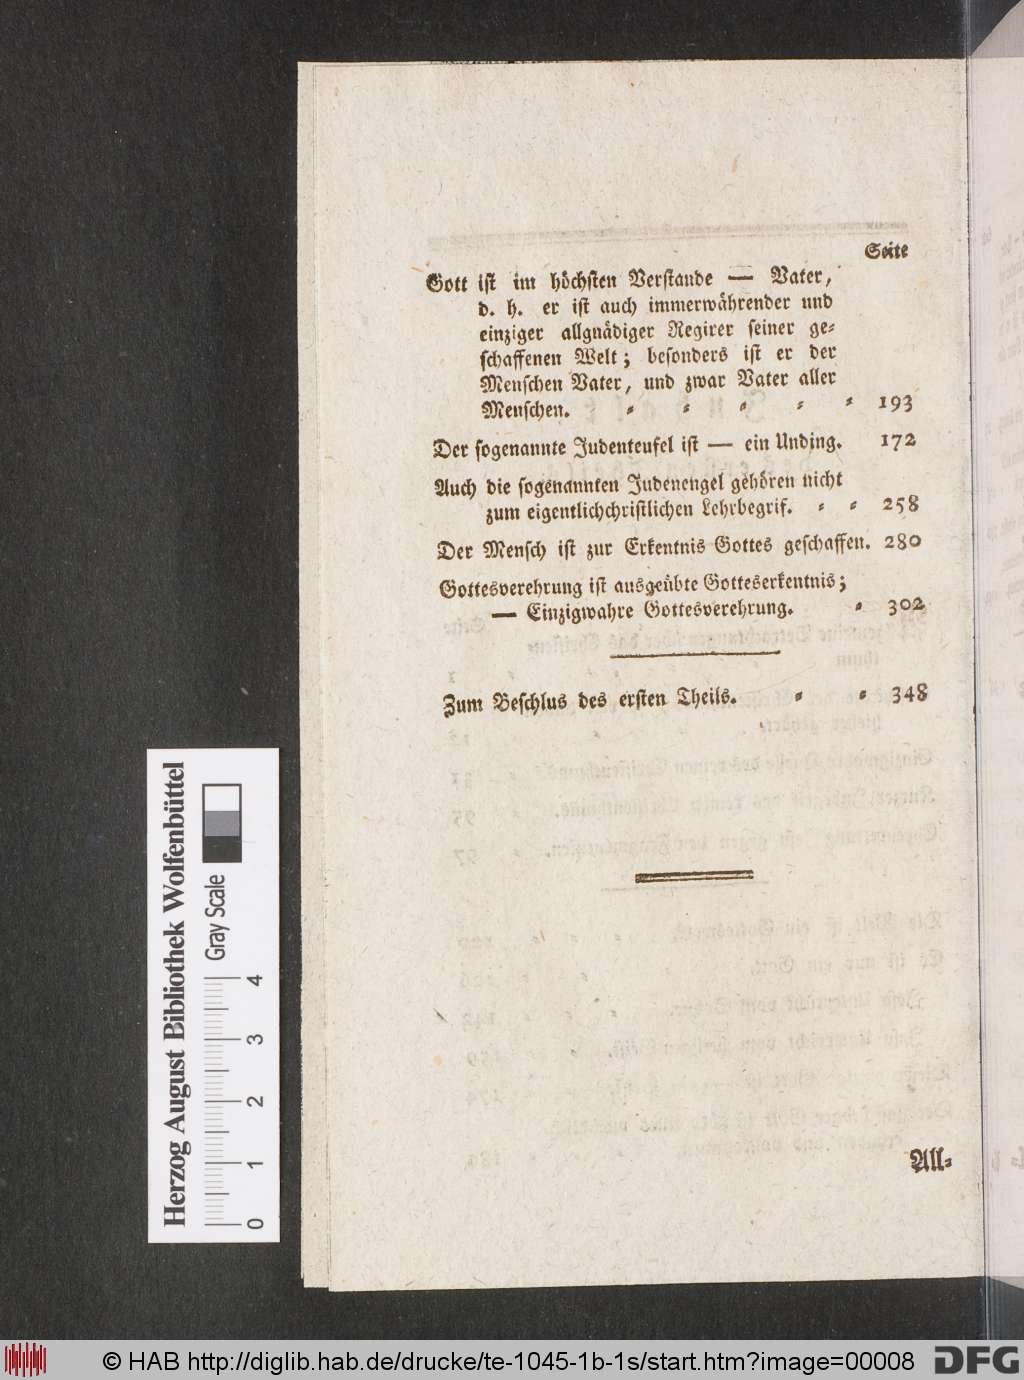 Seite
Gott ist im höchsten Verstande — Vater,
d. h. er ist auch immerwährender und
einziger allgnädiger Regirer seiner ge⸗
schaffenen Welt; besonders ist er der
Menschen Vater, und zwar Vater aller
Menschen. ⸗ ⸗ ⸗ ⸗ ⸗ 193
Der sogenannte Judenteufel ist — ein Unding. 172
Auch die sogenannten Judenengel gehören nicht
zum eigentlichchristlichen Lehrbegrif. ⸗ ⸗ 258
Der Mensch ist zur Erkentnis Gottes geschaffen. 280
Gottesverehrung ist ausgeübte Gotteserkentnis;
— Einzigwahre Gottesverehrung. ⸗ 302
Zum Beschlus des ersten Theils. ⸗ ⸗ 348
All⸗
Herzog August Bibliothek Wolfenbüttel
Gray Scale
0 1 2 3 4
© HAB http://diglib.hab.de/drucke/te-1045-1b-1s/start.htm?image=00008
DFG